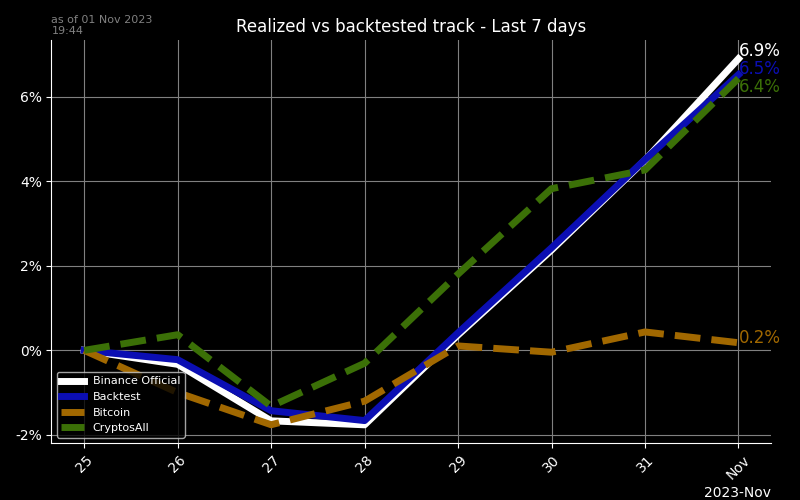 as of 01 Nov 2023
19:44
Realized vs backtested track - Last 7 days
6.9%
6.5%
6.4%
6%
4%
2%
0.2%
0%
-2%
Binance Official
Backtest
Bitcoin
CryptosAll
25
26
27
28
29
30
31
Nov
2023-Nov